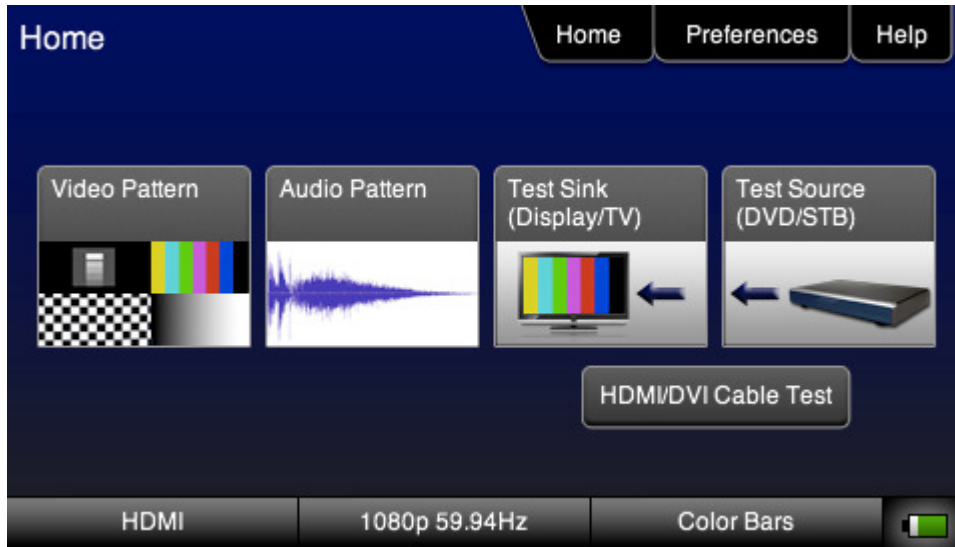 Home
Home
Preferences
Help
Video Pattern
Audio Pattern
Test Sink
(Display/TV)
Test Source
(DVD/STB)
HDMI/DVI Cable Test
HDMI
1080p 59.94Hz
Color Bars